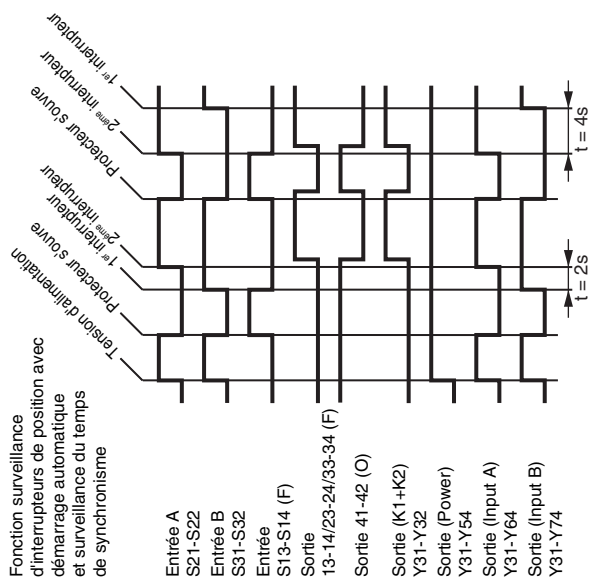 Fonction surveillance
d'interrupteurs de position avec
démarrage automatique
et surveillance du temps
de synchronisme
Tension d'alimentation
Protecteur s'ouvre
1er interrupteur
2ème interrupteur
Protecteur s'ouvre
2ème interrupteur
1er interrupteur
Entrée A
S21-S22
Entrée B
S31-S32
Entrée
S13-S14 (F)
Sortie
13-14/23-24/33-34 (F)
Sortie 41-42 (O)
Sortie (K1+K2)
Y31-Y32
Sortie (Power)
Y31-Y54
Sortie (Input A)
Y31-Y64
Sortie (Input B)
Y31-Y74
t = 2s
t = 4s